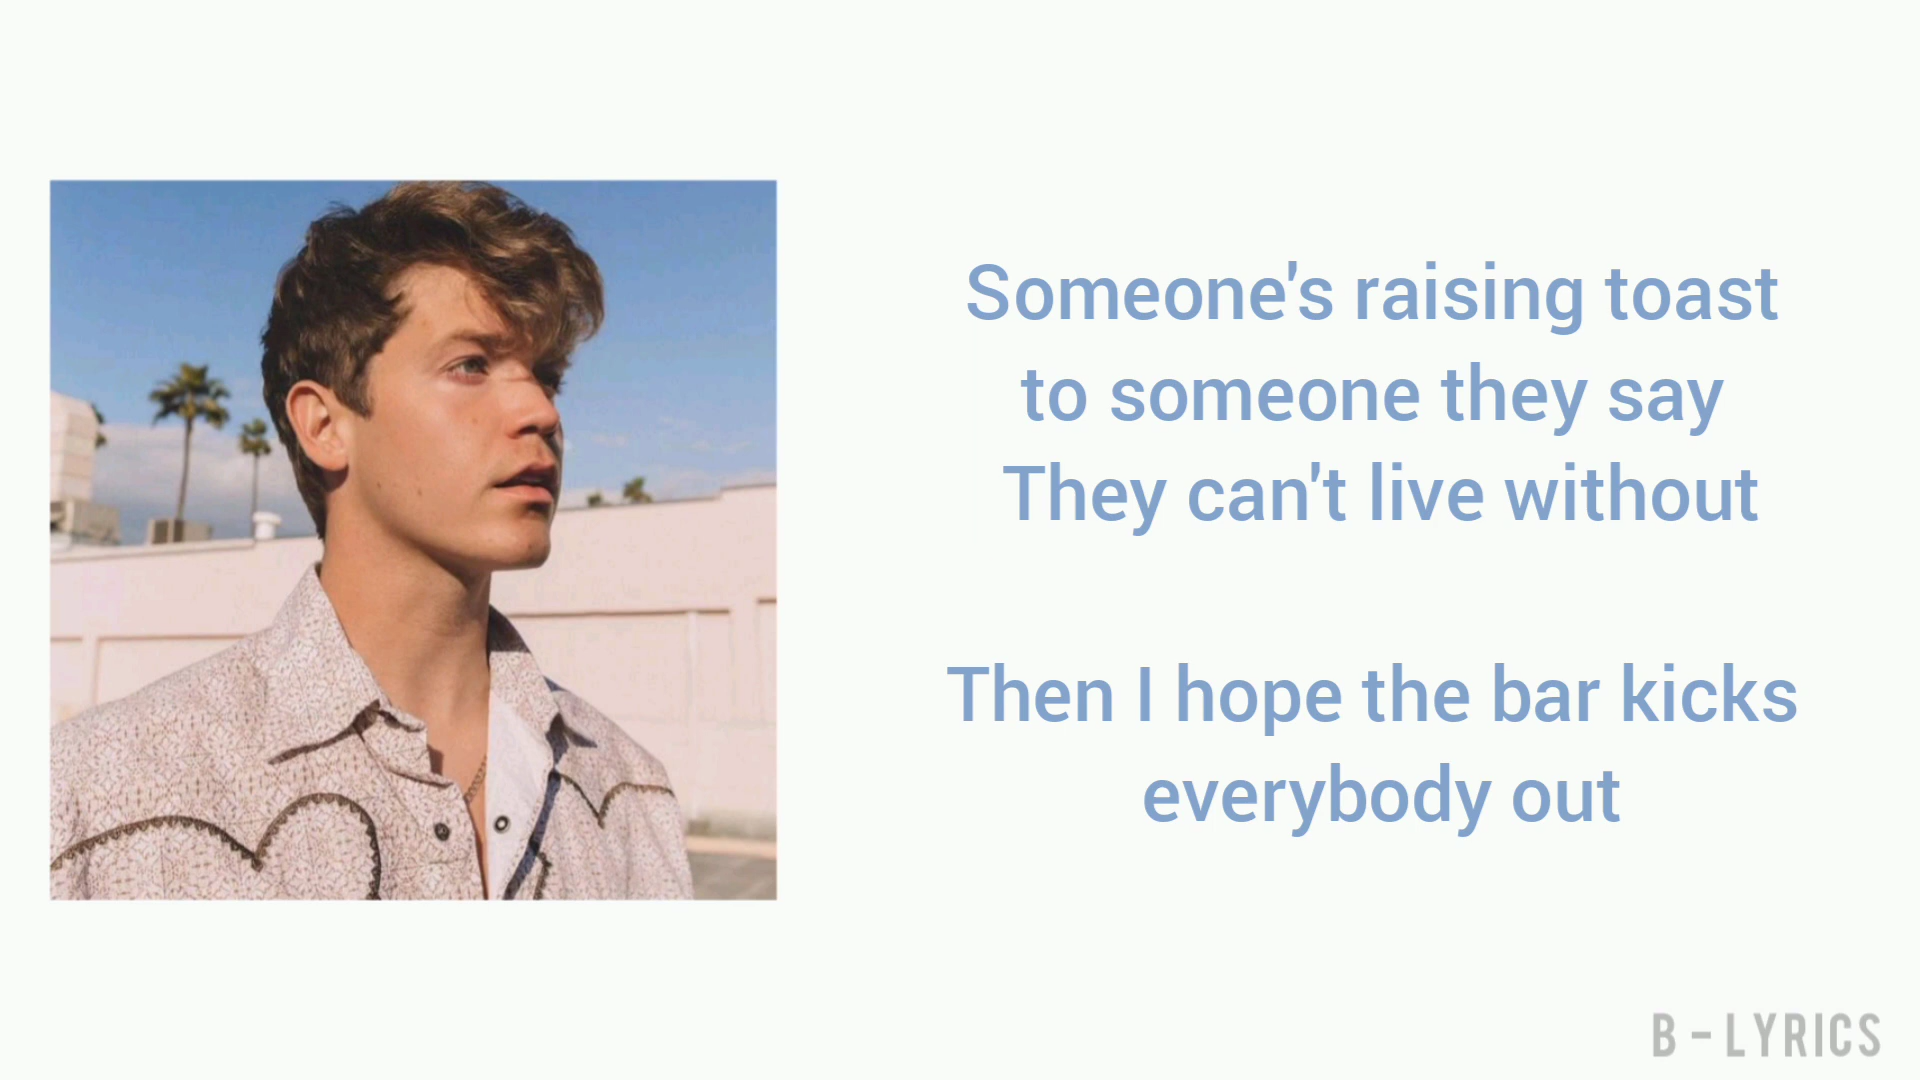 Someone's raising toast
to someone they say
They can't live without
Then I hope the bar kicks
everybody out
B - LYRICS